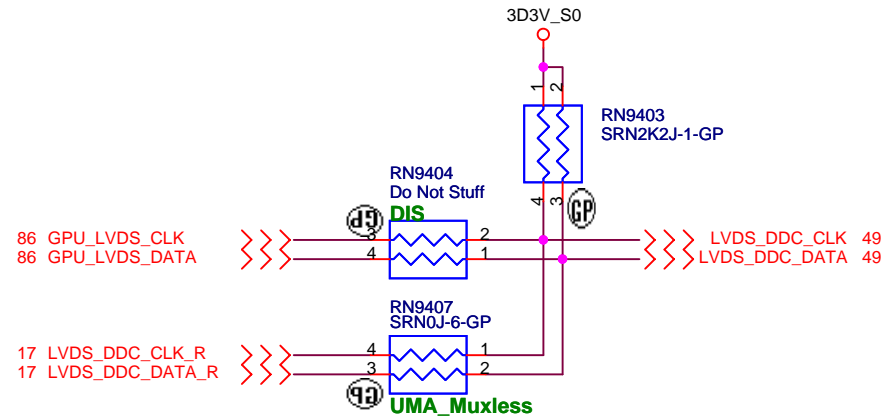 3D3V_S0
1 2
RN9403
SRN2K2J-1-GP
4 3
GP
RN9404
Do Not Stuff
DIS
GP
86 GPU_LVDS_CLK 3 2 LVDS_DDC_CLK 49
86 GPU_LVDS_DATA 4 1 LVDS_DDC_DATA 49
RN9407
SRN0J-6-GP
17 LVDS_DDC_CLK_R 4 1
17 LVDS_DDC_DATA_R 3 2
GP
UMA_Muxless